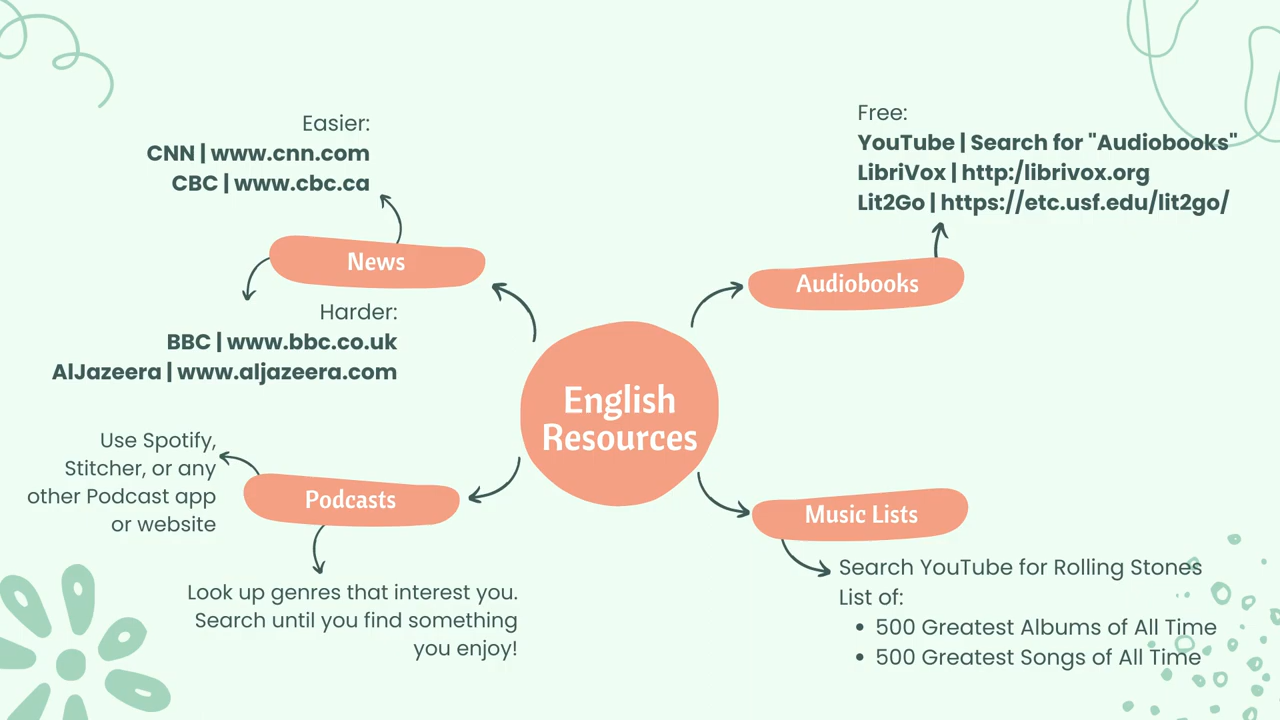 English
Resources
News
Easier:
CNN | www.cnn.com
CBC | www.cbc.ca
Harder:
BBC | www.bbc.co.uk
AlJazeera | www.aljazeera.com
Audiobooks
Free:
YouTube | Search for "Audiobooks"
LibriVox | http:/librivox.org
Lit2Go | https://etc.usf.edu/lit2go/
Podcasts
Use Spotify,
Stitcher, or any
other Podcast app
or website
Look up genres that interest you.
Search until you find something
you enjoy!
Music Lists
Search YouTube for Rolling Stones
List of:
• 500 Greatest Albums of All Time
• 500 Greatest Songs of All Time